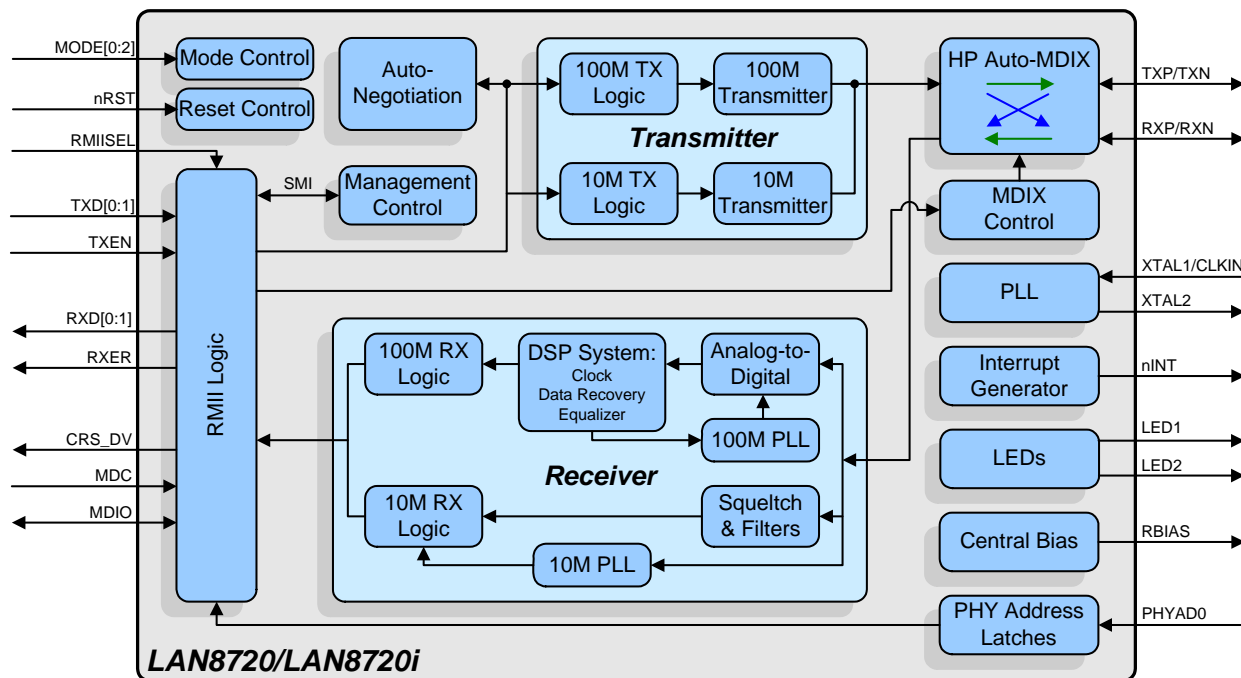 MODE[0:2]
nRST
RMIISEL
TXD[0:1]
TXEN
RXD[0:1]
RXER
CRS_DV
MDC
MDIO
Mode Control
Reset Control
RMII Logic
SMI
Auto-
Negotiation
Management
Control
100M TX
Logic
100M
Transmitter
Transmitter
10M TX
Logic
10M
Transmitter
HP Auto-MDIX
MDIX
Control
PLL
Interrupt
Generator
LEDs
Central Bias
PHY Address
Latches
100M RX
Logic
DSP System:
Clock
Data Recovery
Equalizer
Analog-to-
Digital
100M PLL
Receiver
10M RX
Logic
Squeltch
& Filters
10M PLL
TXP/TXN
RXP/RXN
XTAL1/CLKIN
XTAL2
nINT
LED1
LED2
RBIAS
PHYAD0
LAN8720/LAN8720i